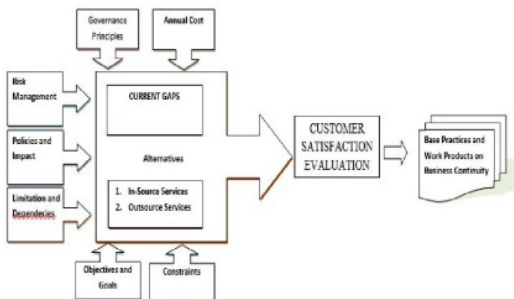 Governance
Principles
Annual Cost
Risk
Management
CURRENT GAPS
Policies and
Impact
Alternatives
Limitation and
Dependecies
1. In-Source Services
2. Outsource Services
CUSTOMER
SATISFACTION
EVALUATION
Base Practices and
Work Products on
Business Continuity
Objectives and
Goals
Constraints